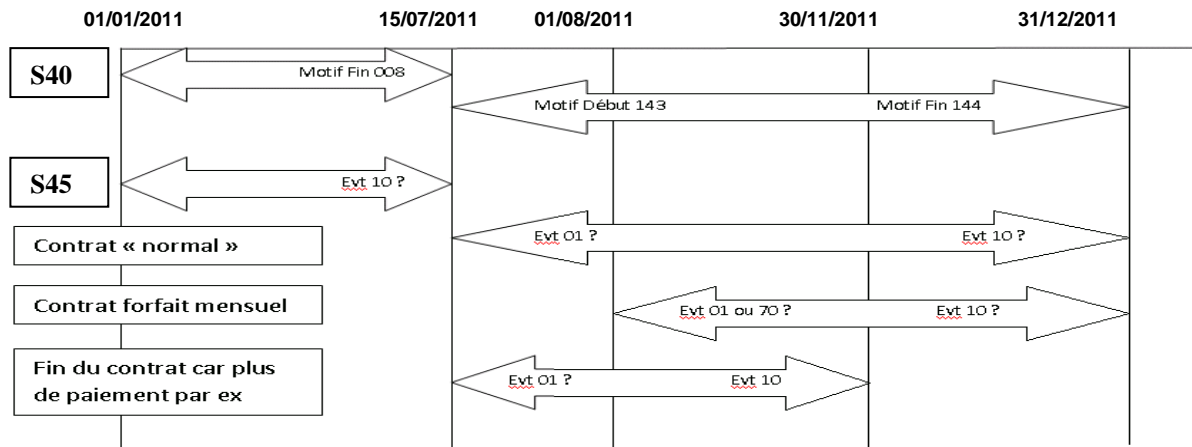 01/01/2011 15/07/2011 01/08/2011 30/11/2011 31/12/2011
S40
Motif Fin 008
Motif Début 143 Motif Fin 144
S45
Evt 10 ?
Contrat « normal »
Evt 01 ? Evt 10 ?
Contrat forfait mensuel
Evt 01 ou 70 ? Evt 10 ?
Fin du contrat car plus
de paiement par ex
Evt 01 ? Evt 10